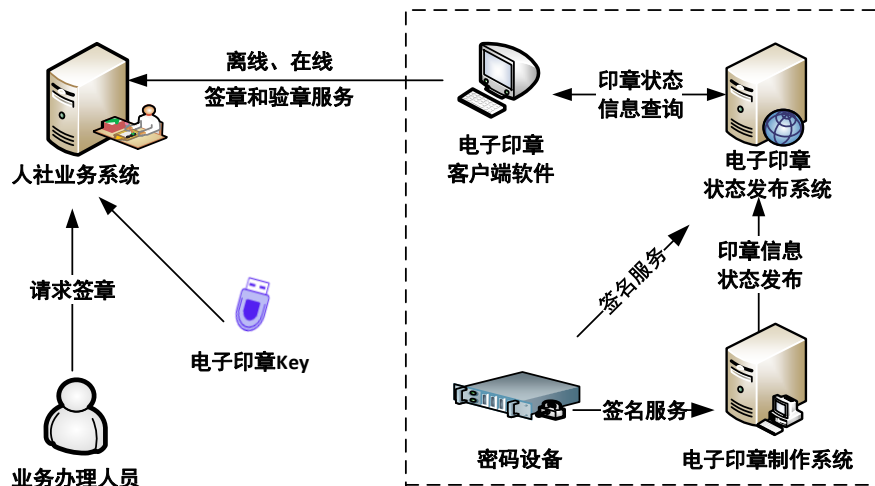 离线、在线
签章和验章服务
人社业务系统
请求签章
电子印章Key
业务办理人员
电子印章
客户端软件
印章状态
信息查询
电子印章
状态发布系统
签名服务
印章信息
状态发布
签名服务
密码设备
电子印章制作系统